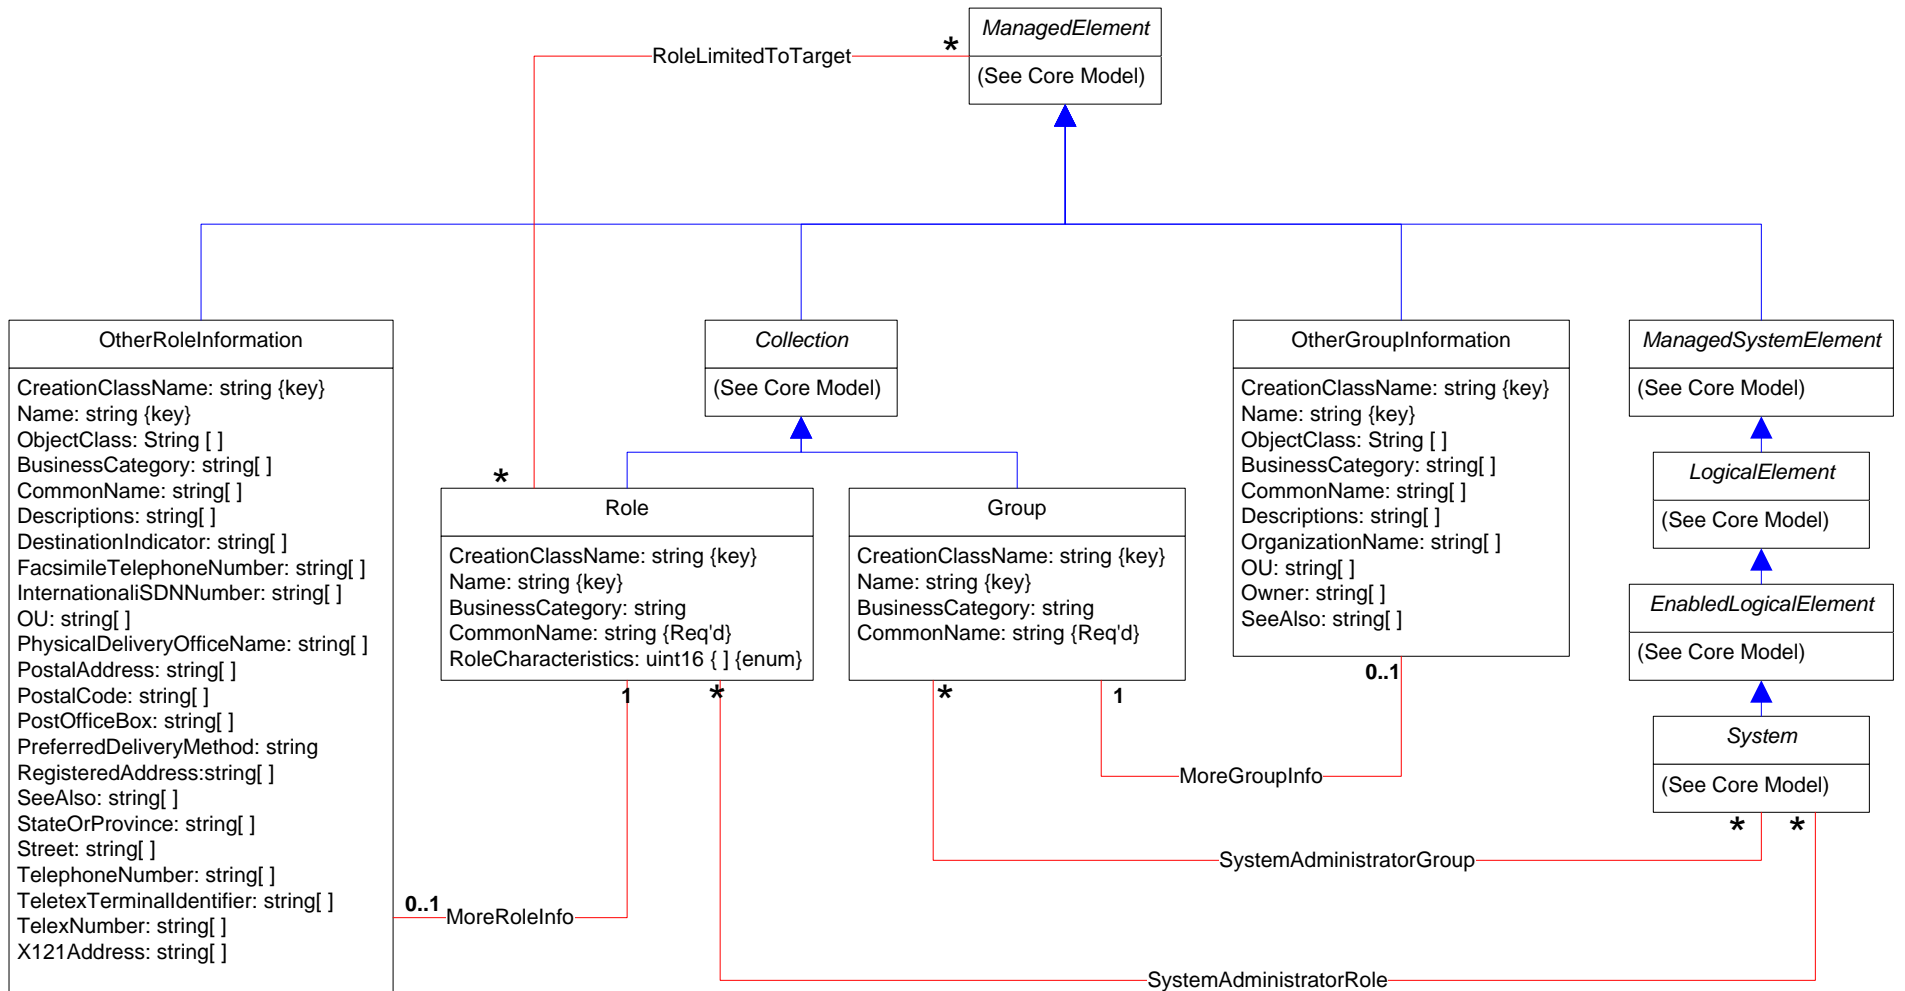 ManagedElement
(See Core Model)
RoleLimitedToTarget
*
*
OtherRoleInformation
CreationClassName: string {key}
Name: string {key}
ObjectClass: String [ ]
BusinessCategory: string[ ]
CommonName: string[ ]
Descriptions: string[ ]
DestinationIndicator: string[ ]
FacsimileTelephoneNumber: string[ ]
InternationaliSDNNumber: string[ ]
OU: string[ ]
PhysicalDeliveryOfficeName: string[ ]
PostalAddress: string[ ]
PostalCode: string[ ]
PostOfficeBox: string[ ]
PreferredDeliveryMethod: string
RegisteredAddress:string[ ]
SeeAlso: string[ ]
StateOrProvince: string[ ]
Street: string[ ]
TelephoneNumber: string[ ]
TeletexTerminalIdentifier: string[ ]
TelexNumber: string[ ]
X121Address: string[ ]
Collection
(See Core Model)
Role
CreationClassName: string {key}
Name: string {key}
BusinessCategory: string
CommonName: string {Req'd}
RoleCharacteristics: uint16 { ] {enum}
1
*
Group
CreationClassName: string {key}
Name: string {key}
BusinessCategory: string
CommonName: string {Req'd}
*
1
OtherGroupInformation
CreationClassName: string {key}
Name: string {key}
ObjectClass: String [ ]
BusinessCategory: string[ ]
CommonName: string[ ]
Descriptions: string[ ]
OrganizationName: string[ ]
OU: string[ ]
Owner: string[ ]
SeeAlso: string[ ]
0..1
ManagedSystemElement
(See Core Model)
LogicalElement
(See Core Model)
EnabledLogicalElement
(See Core Model)
System
(See Core Model)
*
*
MoreGroupInfo
SystemAdministratorGroup
0..1
MoreRoleInfo
SystemAdministratorRole